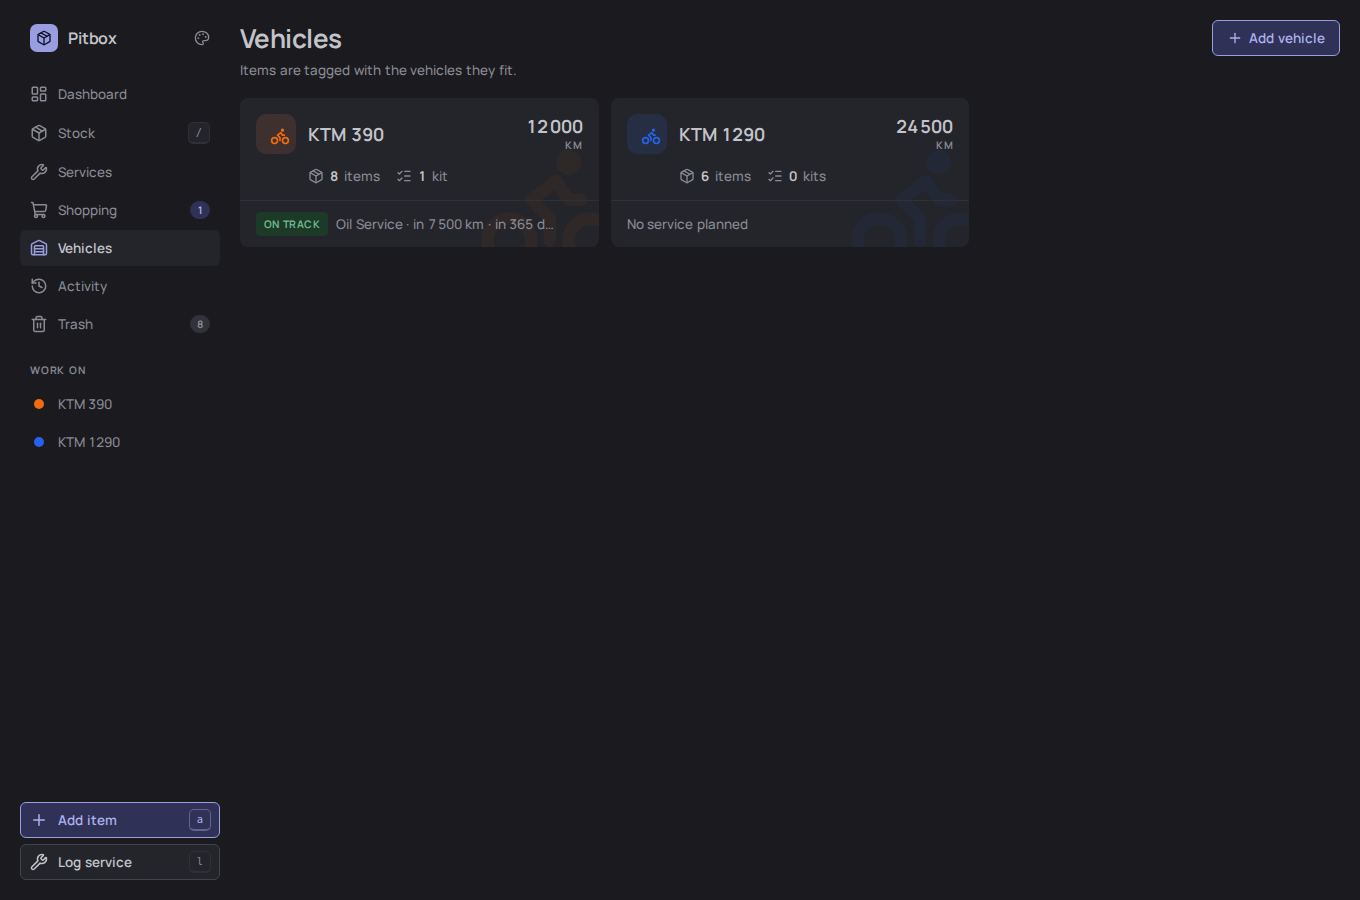 Pitbox
Dashboard
Stock /
Services
Shopping 1
Vehicles
Activity
Trash 8
WORK ON
KTM 390
KTM 1290
Add item a
Log service l
Vehicles
Items are tagged with the vehicles they fit.
Add vehicle
KTM 390
12 000
KM
8 items 1 kit
ON TRACK Oil Service · in 7 500 km · in 365 d…
KTM 1290
24 500
KM
6 items 0 kits
No service planned